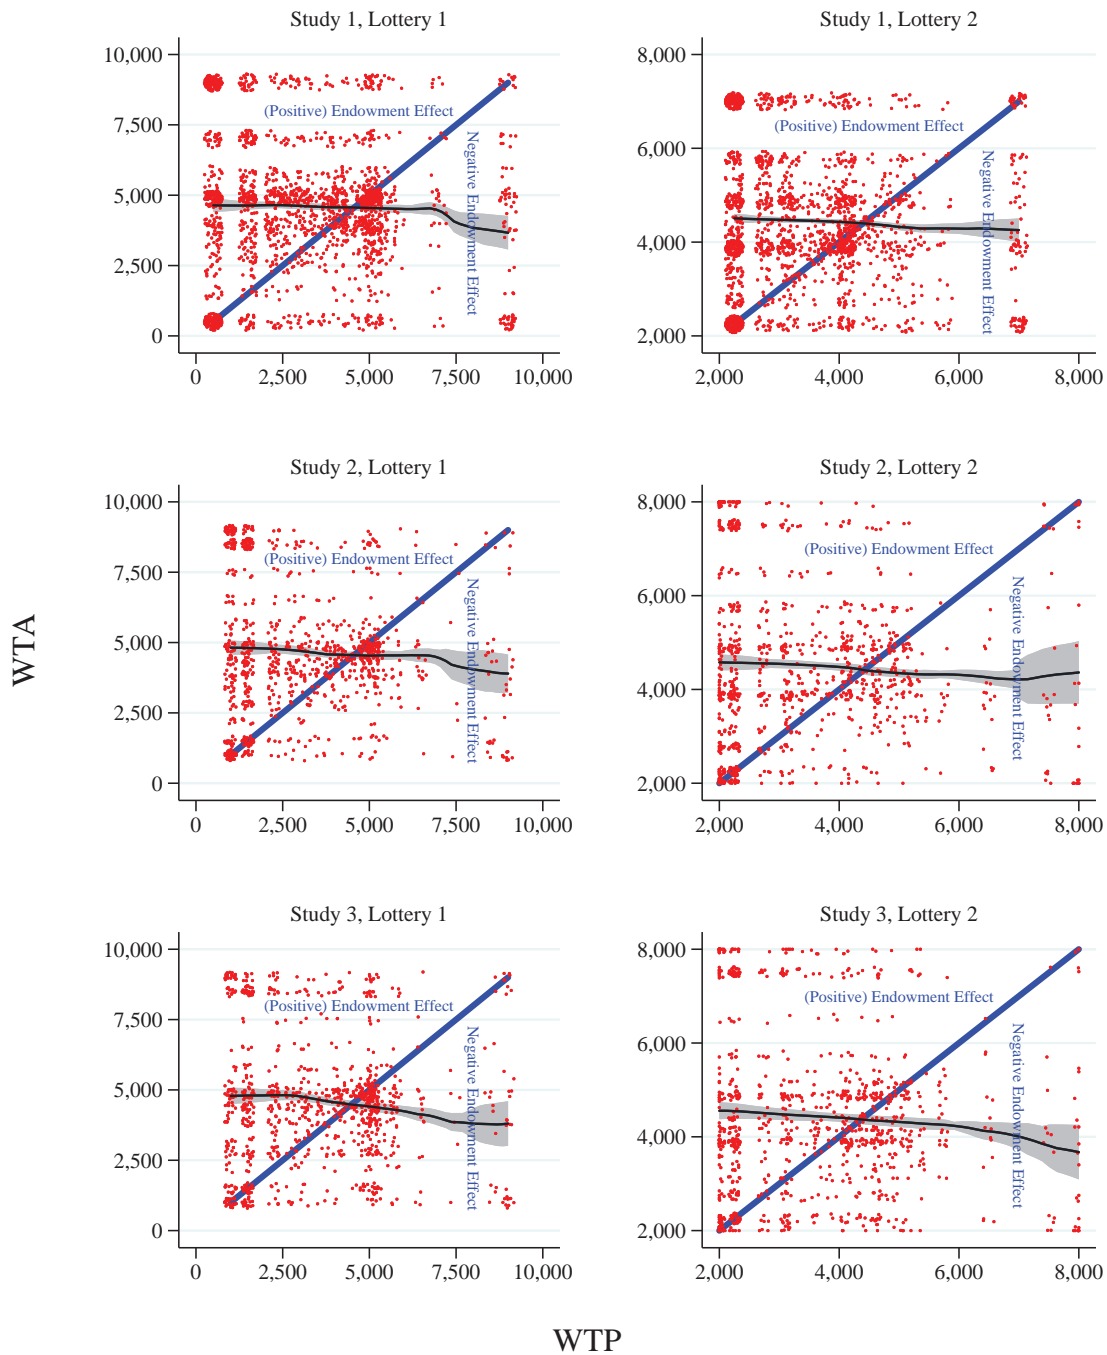 Study 1, Lottery 1
10,000
7,500
5,000
2,500
0
(Positive) Endowment Effect
Negative Endowment Effect
0 2,500 5,000 7,500 10,000
Study 1, Lottery 2
8,000
6,000
4,000
2,000
(Positive) Endowment Effect
Negative Endowment Effect
2,000 4,000 6,000 8,000
WTA
Study 2, Lottery 1
10,000
7,500
5,000
2,500
0
(Positive) Endowment Effect
Negative Endowment Effect
0 2,500 5,000 7,500 10,000
Study 2, Lottery 2
8,000
6,000
4,000
2,000
(Positive) Endowment Effect
Negative Endowment Effect
2,000 4,000 6,000 8,000
Study 3, Lottery 1
10,000
7,500
5,000
2,500
0
(Positive) Endowment Effect
Negative Endowment Effect
0 2,500 5,000 7,500 10,000
Study 3, Lottery 2
8,000
6,000
4,000
2,000
(Positive) Endowment Effect
Negative Endowment Effect
2,000 4,000 6,000 8,000
WTP